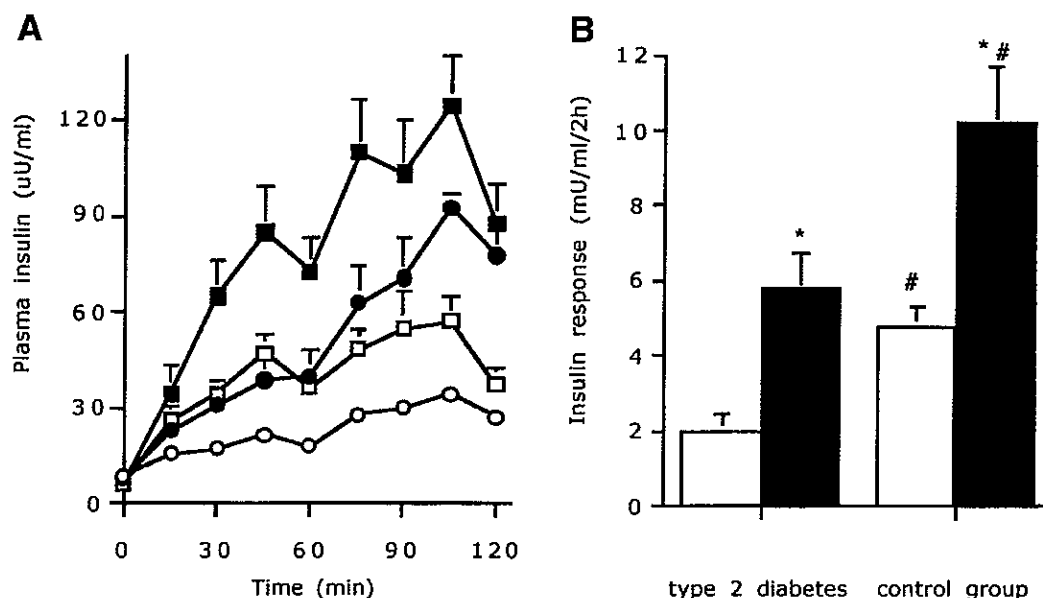 A
Plasma insulin (uU/ml)
120
90
60
30
0
0 30 60 90 120
Time (min)
B
Insulin response (mU/ml/2h)
12
10
8
6
4
2
0
*
#
* #
type 2 diabetes control group